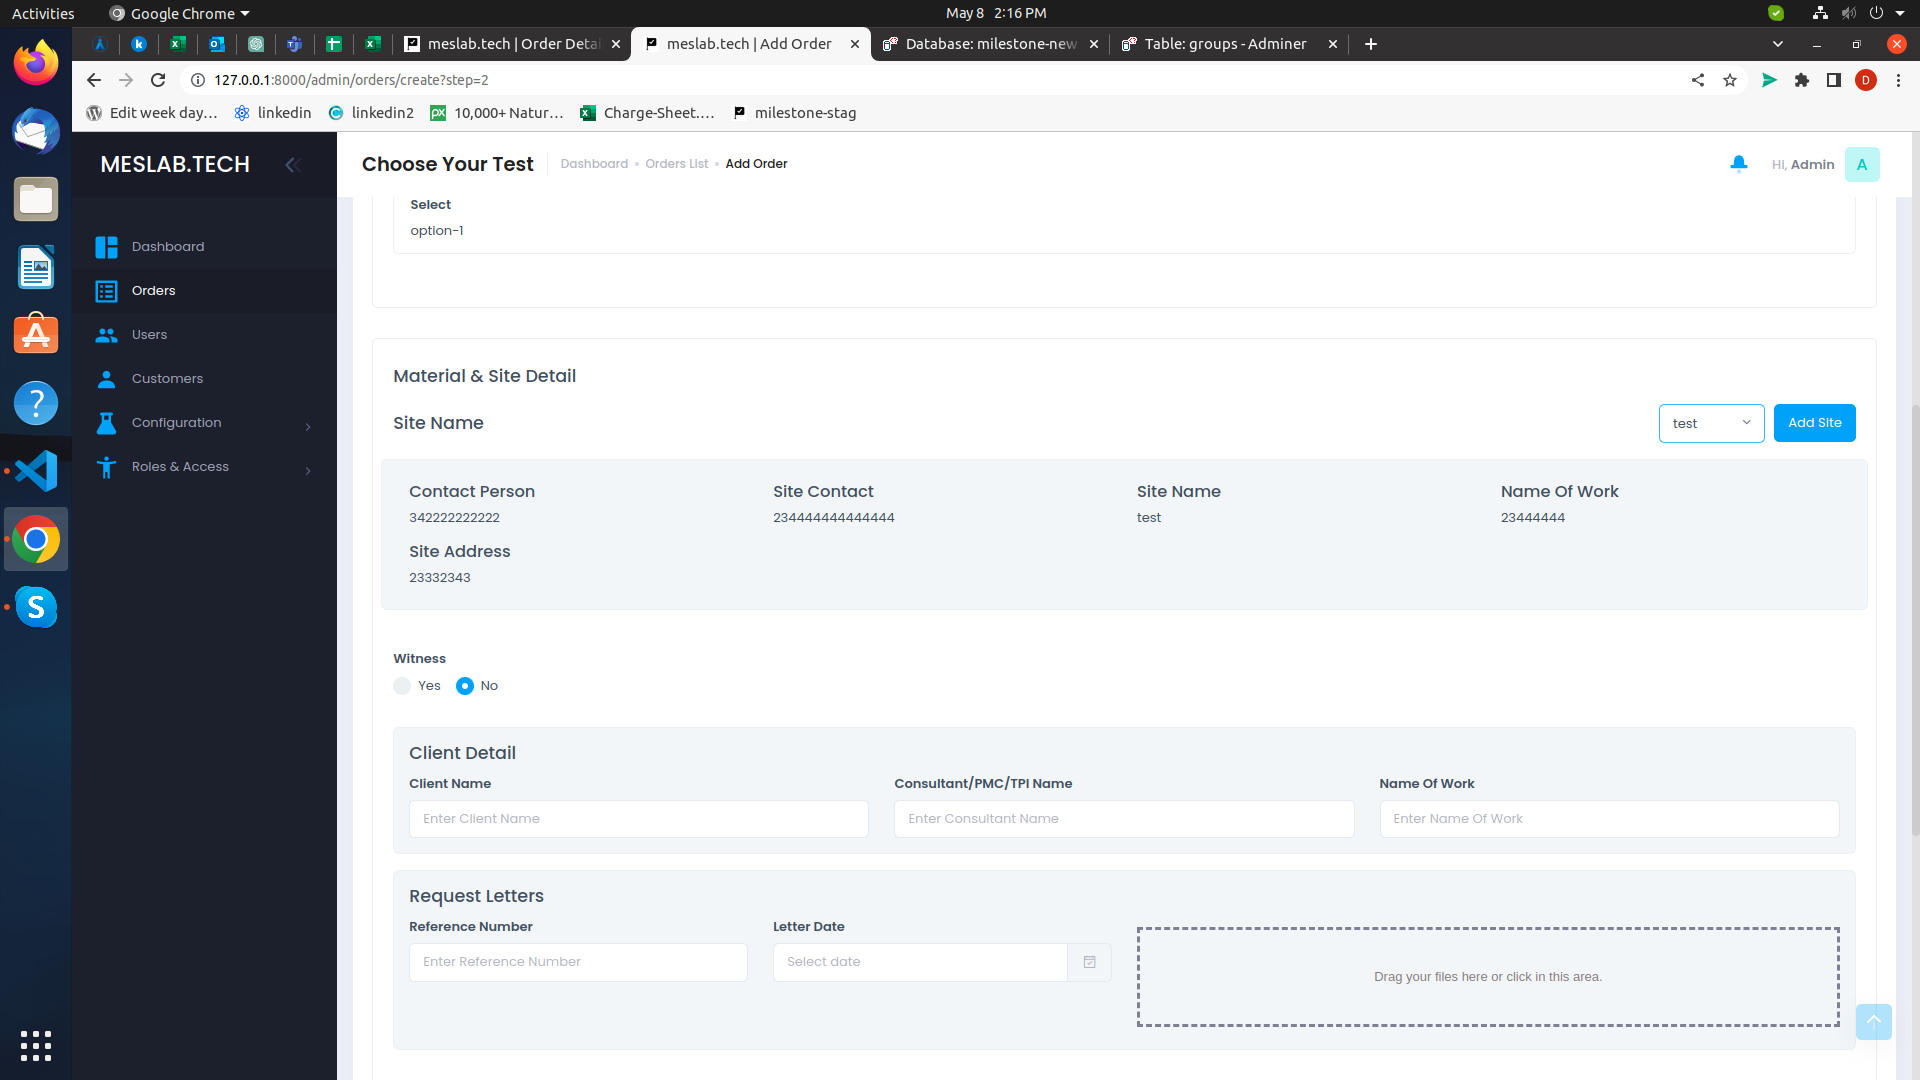 Activities
Google Chrome
May 8 2:16 PM
meslab.tech | Order Detai
meslab.tech | Add Order
Database: milestone-new
Table: groups - Adminer
127.0.0.1:8000/admin/orders/create?step=2
D
Edit week day...
linkedin
linkedin2
10,000+ Natur...
Charge-Sheet....
milestone-stag
MESLAB.TECH
Choose Your Test
Dashboard
Orders List
Add Order
Hi, Admin
A
Dashboard
Orders
Users
Customers
Configuration
Roles & Access
Select
option-1
Material & Site Detail
Site Name
test
Add Site
Contact Person
Site Contact
Site Name
Name Of Work
342222222222
234444444444444
test
23444444
Site Address
23332343
Witness
Yes
No
Client Detail
Client Name
Consultant/PMC/TPI Name
Name Of Work
Enter Client Name
Enter Consultant Name
Enter Name Of Work
Request Letters
Reference Number
Letter Date
Enter Reference Number
Select date
Drag your files here or click in this area.